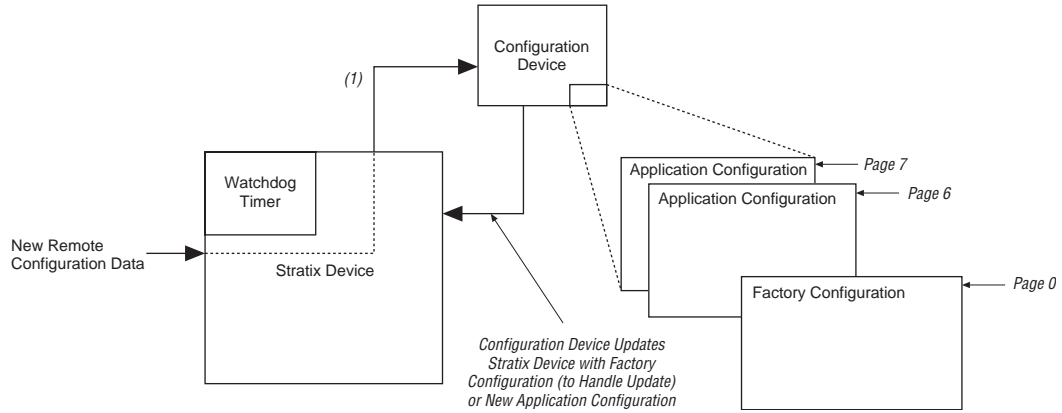 Configuration
Device
(1)
Application Configuration
Page 7
Watchdog
Timer
Application Configuration
Page 6
New Remote
Configuration Data
Stratix Device
Factory Configuration
Page 0
Configuration Device Updates
Stratix Device with Factory
Configuration (to Handle Update)
or New Application Configuration